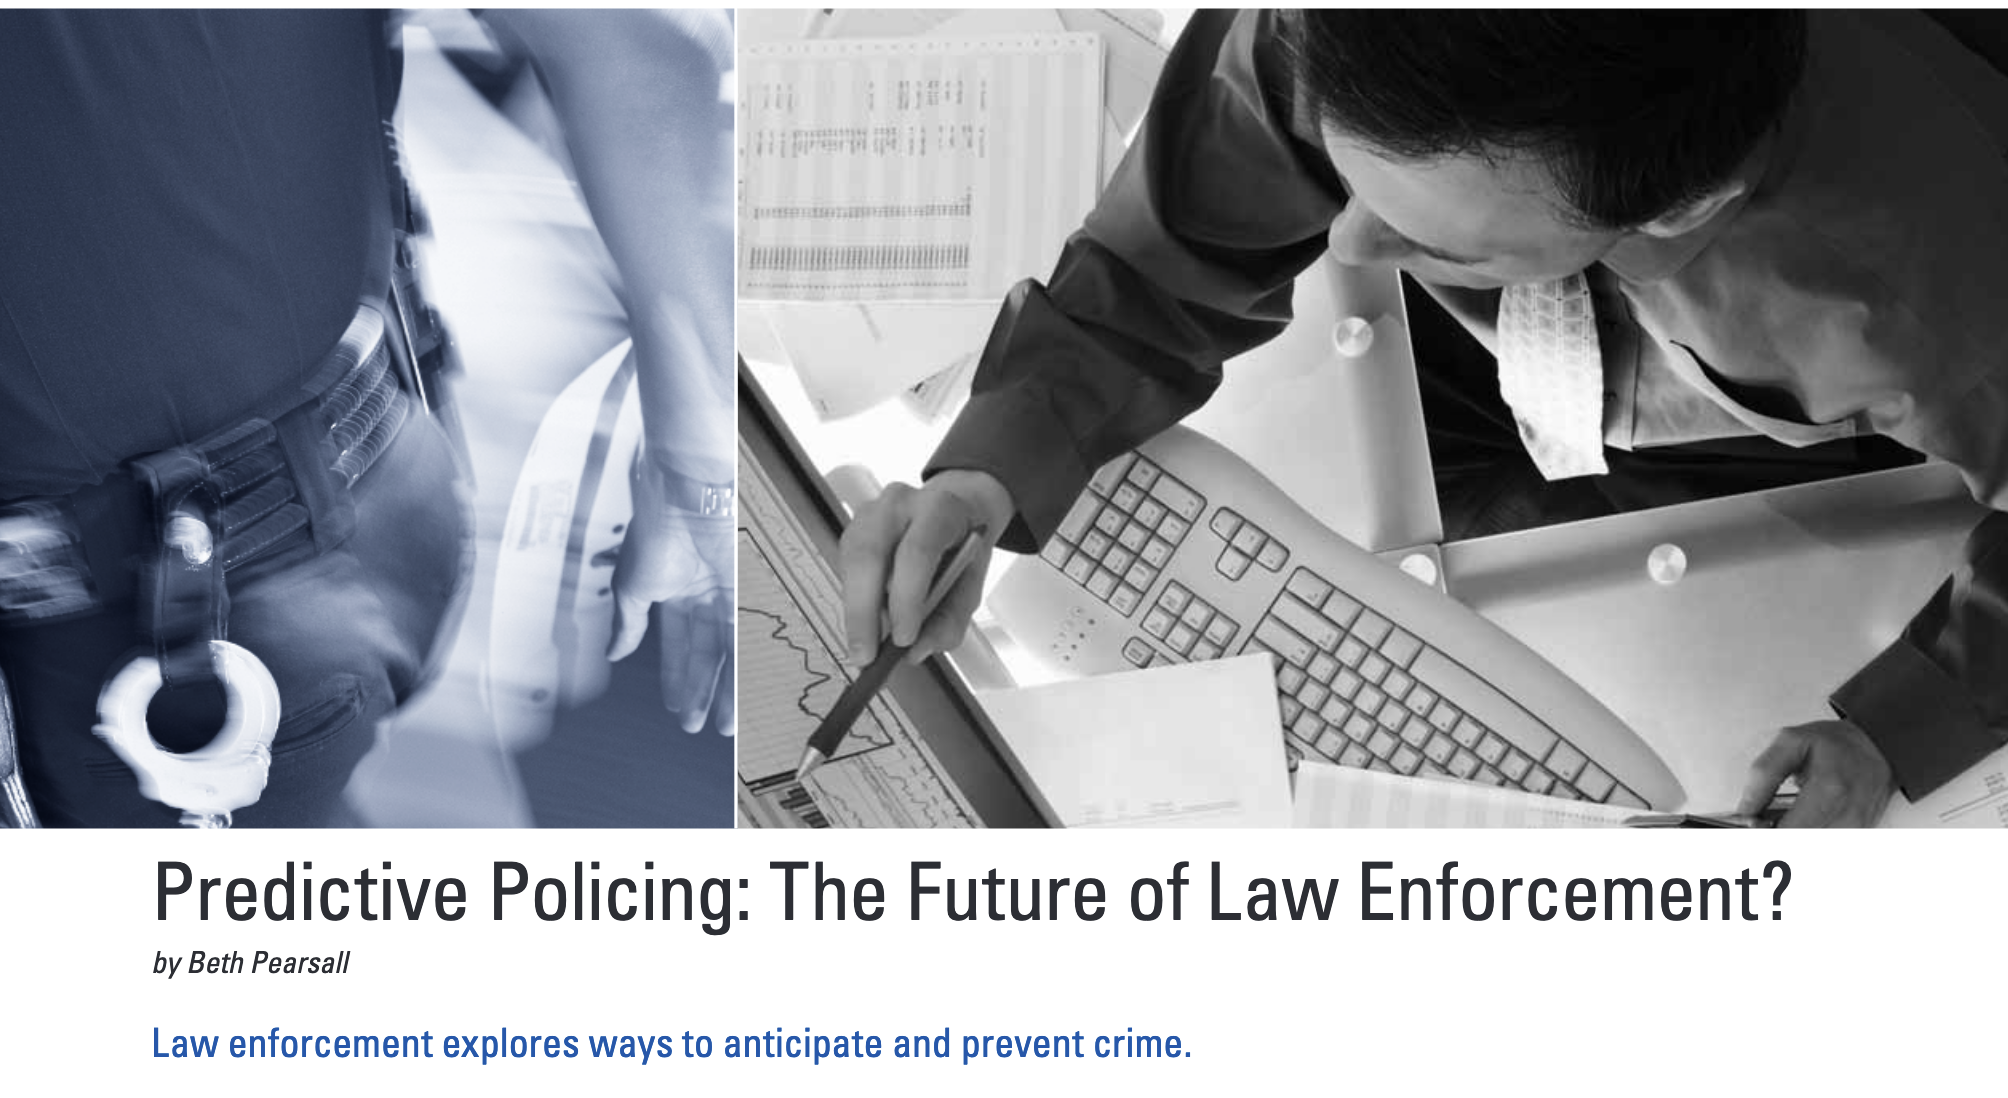 Predictive Policing: The Future of Law Enforcement?
by Beth Pearsall
Law enforcement explores ways to anticipate and prevent crime.